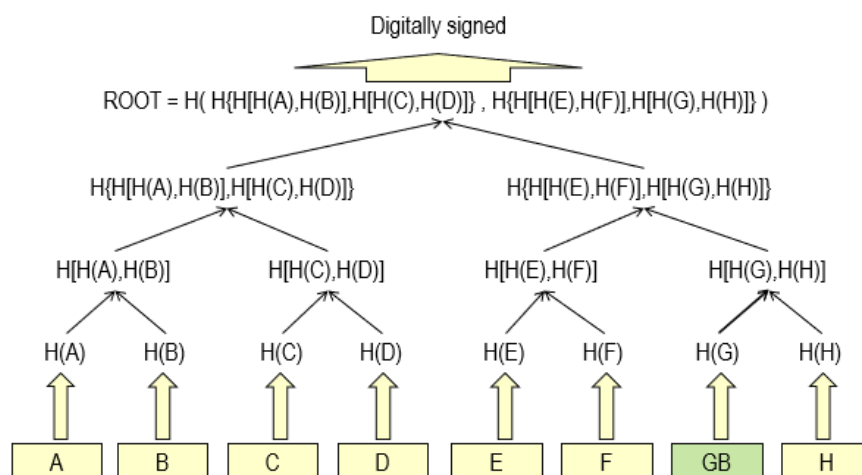 Digitally signed
ROOT = H( H{H[H(A),H(B)],H[C),H(D)]} , H{H[H(E),H(F)],H[H(G),H(H)]} )
H{H[H(A),H(B)],H[H(C),H(D)]} H{H[H(E),H(F)],H[H(G),H(H)]}
H[H(A),H(B)] H[H(C),H(D)] H[H(E),H(F)] H[H(G),H(H)]
H(A) H(B) H(C) H(D) H(E) H(F) H(G) H(H)
A B C D E F GB H